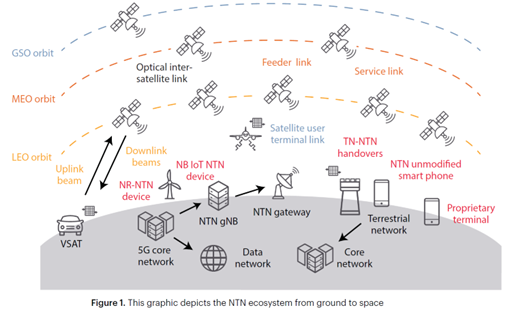 GSO orbit
Optical inter-
satellite link
Feeder link
Service link
MEO orbit
LEO orbit
Uplink
beam
Downlink
beams
Satellite user
terminal link
TN-NTN
handovers
NB IoT NTN
device
NTN unmodified
smart phone
NR-NTN
device
NTN gNB
NTN gateway
Terrestrial
network
Proprietary
terminal
VSAT
5G core
network
Data
network
Core
network
Figure 1. This graphic depicts the NTN ecosystem from ground to space